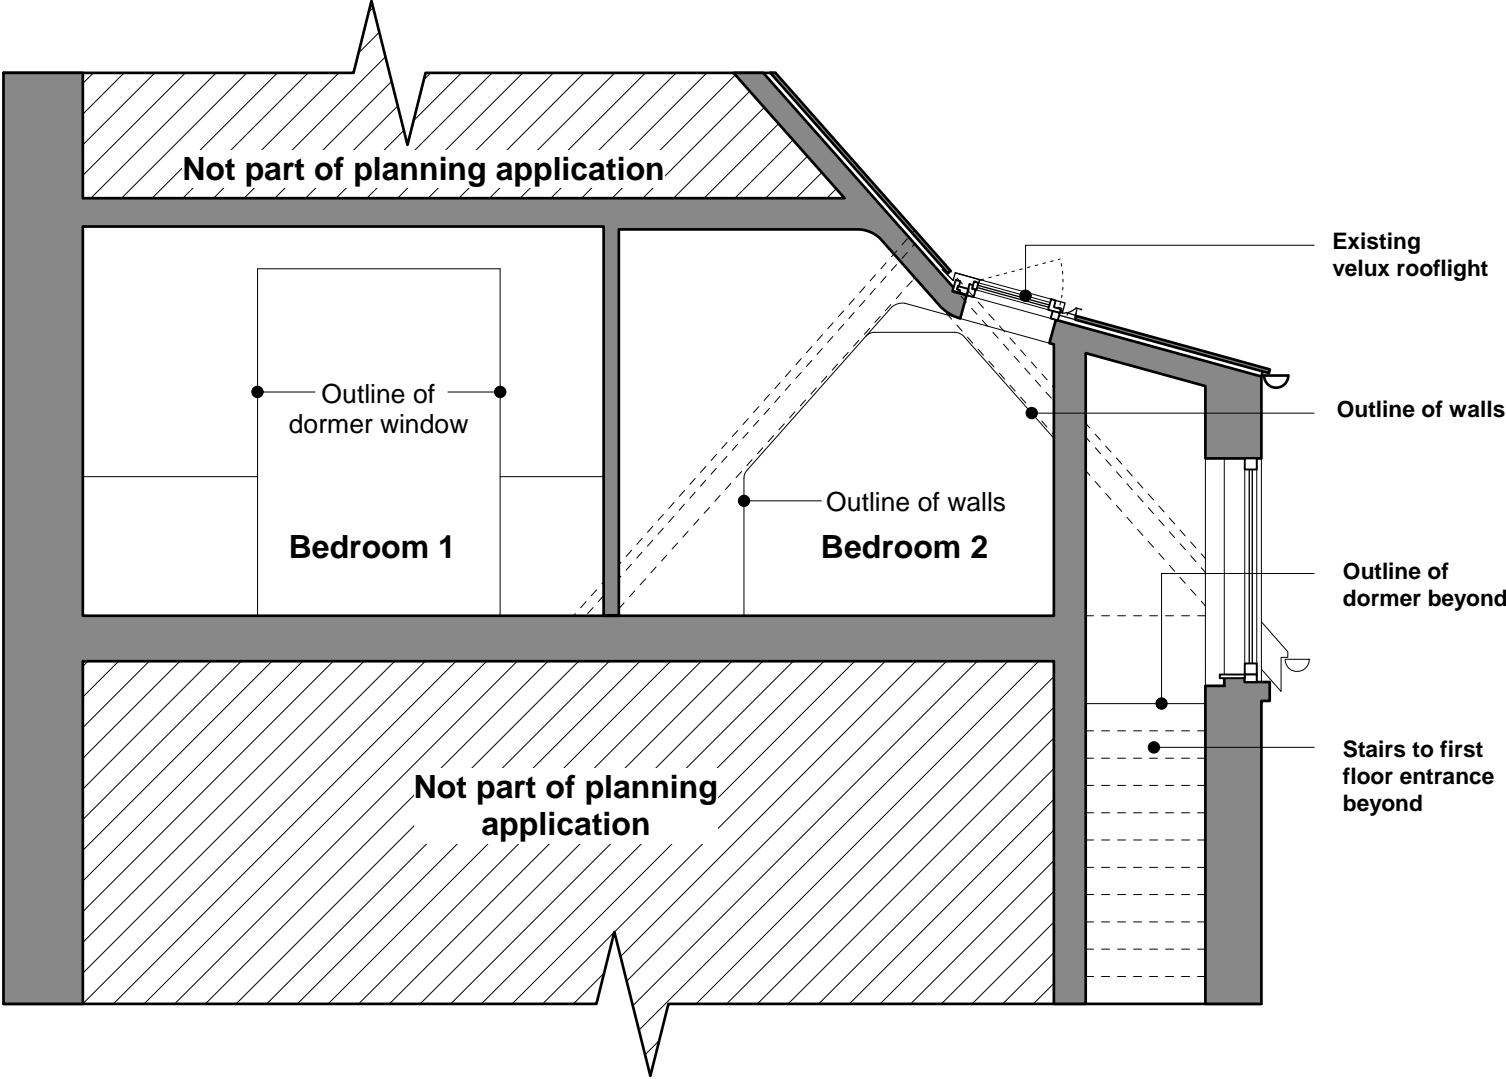 Not part of planning application
Existing
velux rooflight
Outline of
dormer window
Outline of walls
Outline of walls
Bedroom 1
Bedroom 2
Outline of
dormer beyond
Stairs to first
floor entrance
beyond
Not part of planning
application